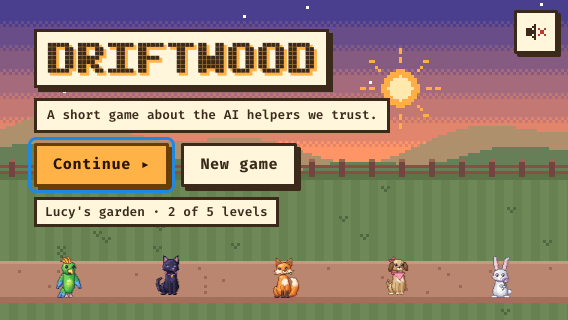 DRIFTWOOD
A short game about the AI helpers we trust.
Continue ▸
New game
Lucy's garden · 2 of 5 levels